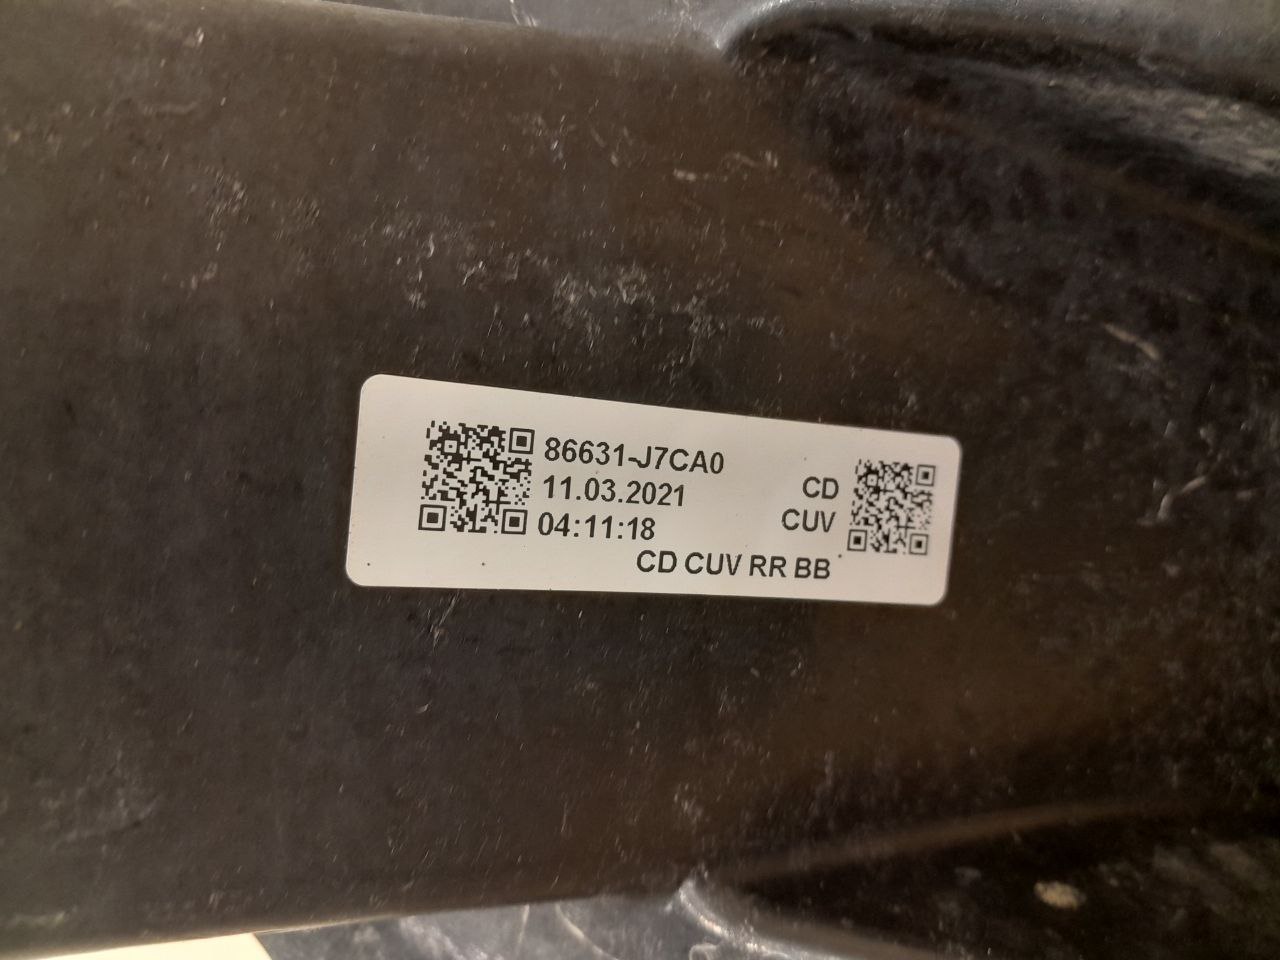 86631-J7CA0
11.03.2021
04:11:18
CD
CUV
CD CUV RR BB